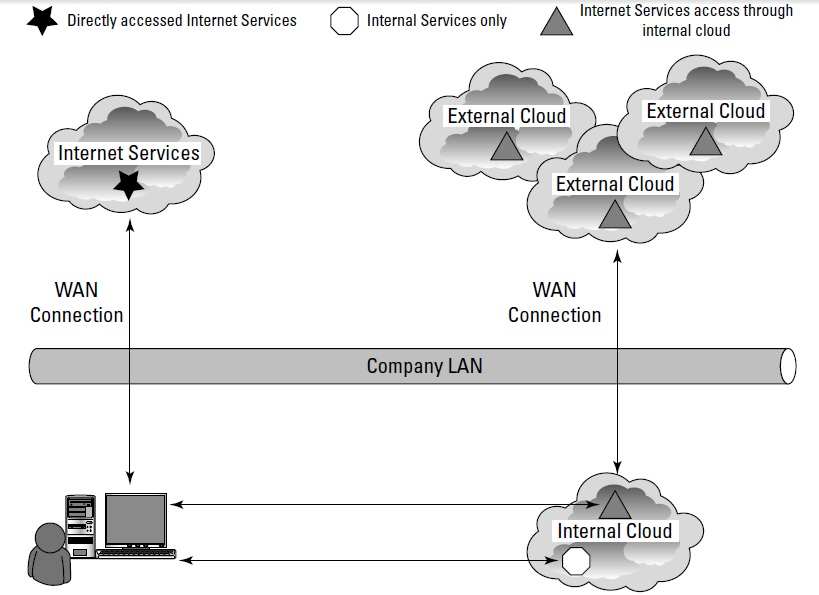 Directly accessed Internet Services
Internal Services only
Internet Services access through
internal cloud
External Cloud
External Cloud
Internet Services
External Cloud
WAN
Connection
WAN
Connection
Company LAN
Internal Cloud